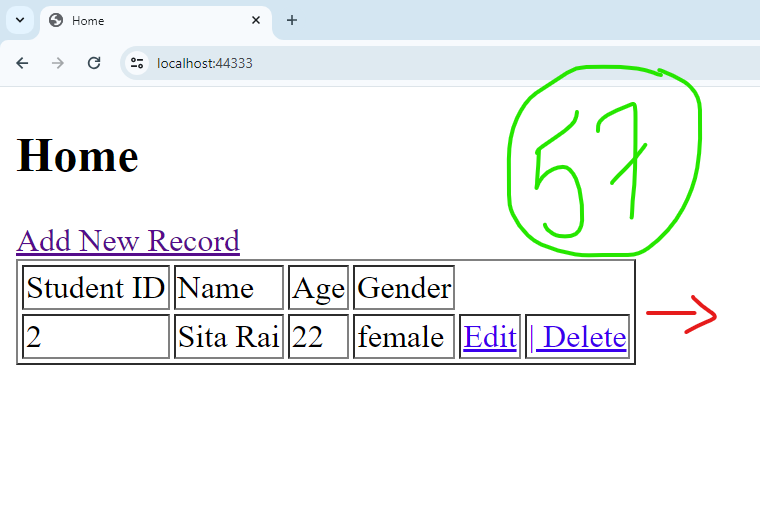 Home
localhost:44333
57
Home
Add New Record
Student ID Name Age Gender
2 Sita Rai 22 female Edit | Delete